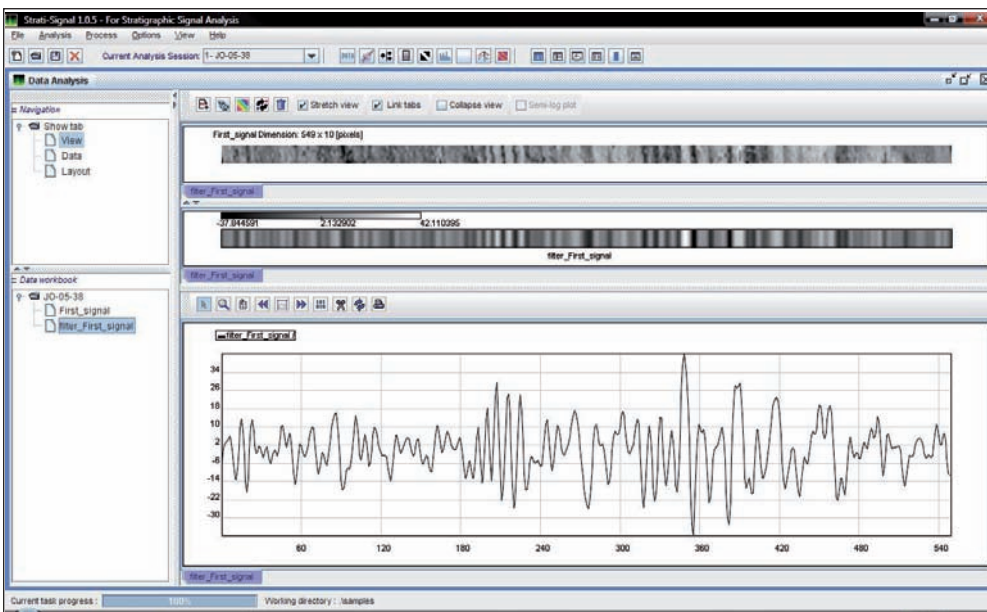 Strati-Signal 1.0.5 - For Stratigraphic Signal Analysis
File Analysis Process Options View Help
Current Analysis Session: 1- JO-05-38
Data Analysis
Navigation
Show tab
View
Data
Layout
Stretch view Link tabs Collapse view Semi-log plot
First_signal Dimension: 549 x 10 [pixels]
filter_First_signal
-37.844591 2.132902 42.110395
filter_First_signal
filter_First_signal
Data workbook
JO-05-38
First_signal
filter_First_signal
filter_First_signal
34
26
18
10
2
-6
-14
-22
-30
60 120 180 240 300 360 420 480 540
filter_First_signal
Current task progress : 100% Working directory : .\samples